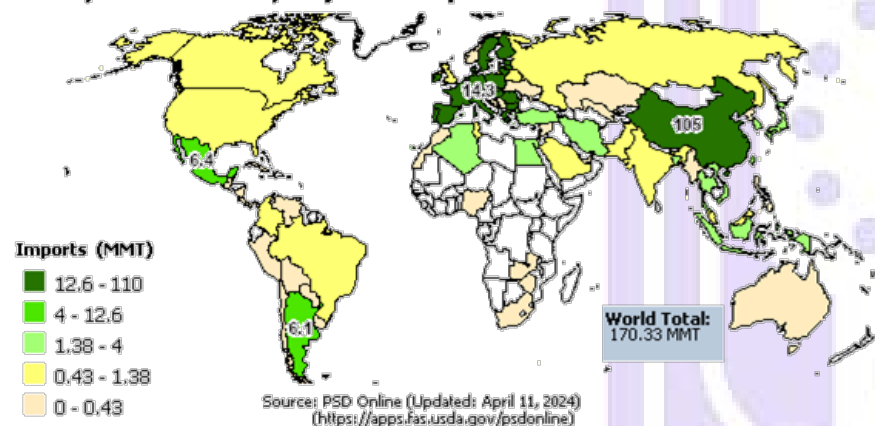 6.4
14.3
105
6.1
Imports (MMT)
12.6 - 110
4 - 12.6
1.38 - 4
0.43 - 1.38
0 - 0.43
World Total:
170.33 MMT
Source: PSD Online (Updated: April 11, 2024)
(https://apps.fas.usda.gov/psdonline)